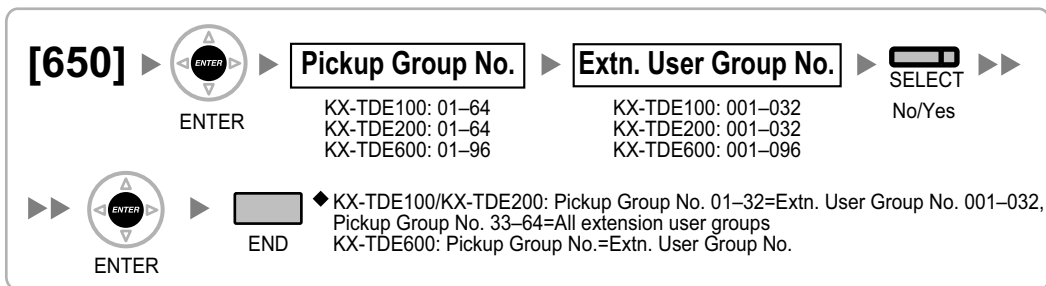 [650] ENTER Pickup Group No. Extn. User Group No. SELECT
ENTER
KX-TDE100: 01–64
KX-TDE200: 01–64
KX-TDE600: 01–96
KX-TDE100: 001–032
KX-TDE200: 001–032
KX-TDE600: 001–096
No/Yes
ENTER
ENTER
END
◆ KX-TDE100/KX-TDE200: Pickup Group No. 01–32=Extn. User Group No. 001–032,
Pickup Group No. 33–64=All extension user groups
KX-TDE600: Pickup Group No.=Extn. User Group No.